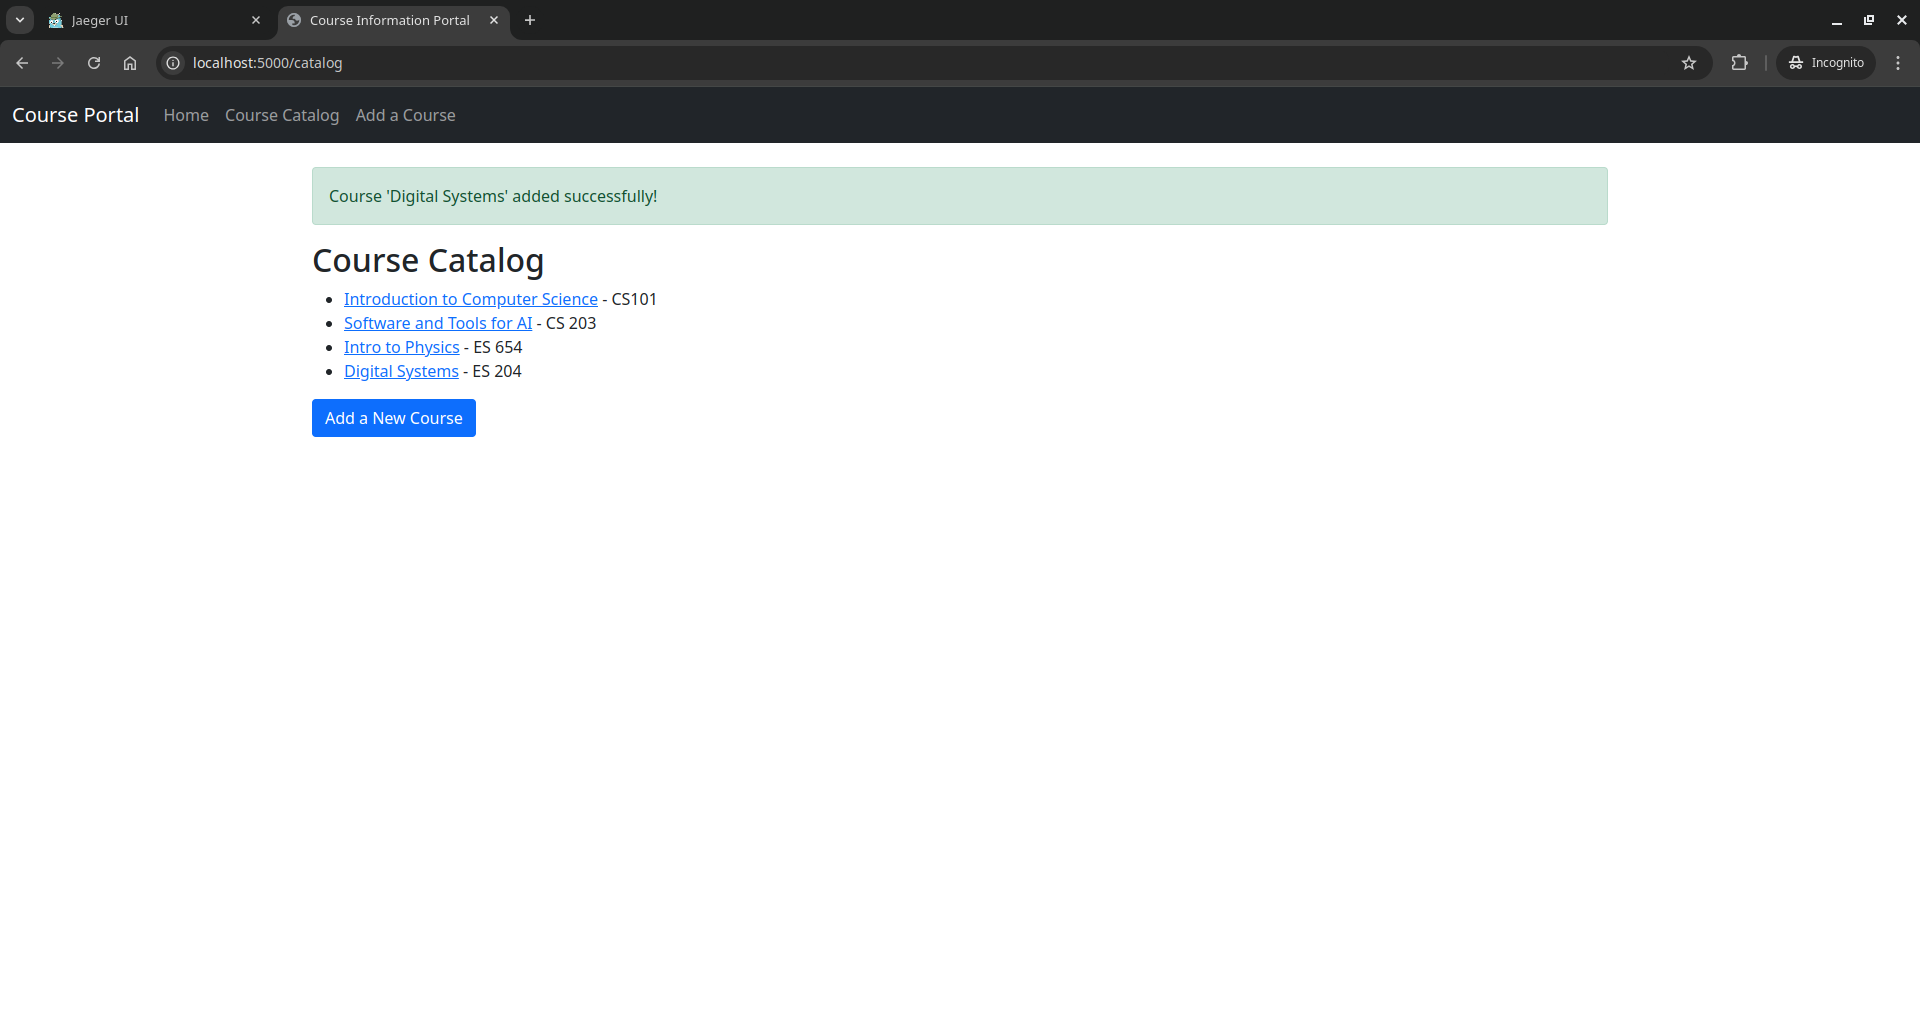 Jaeger UI
Course Information Portal
localhost:5000/catalog
Incognito
Course Portal
Home
Course Catalog
Add a Course
Course 'Digital Systems' added successfully!
Course Catalog
Introduction to Computer Science - CS101
Software and Tools for AI - CS 203
Intro to Physics - ES 654
Digital Systems - ES 204
Add a New Course